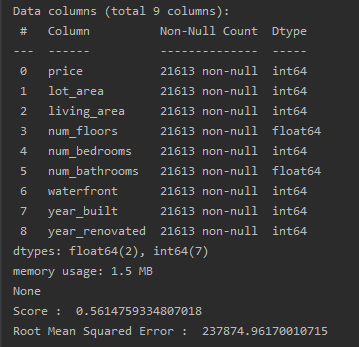 Data columns (total 9 columns):
 #   Column          Non-Null Count  Dtype
---  ------          --------------  -----
 0   price           21613 non-null  int64
 1   lot_area        21613 non-null  int64
 2   living_area     21613 non-null  int64
 3   num_floors      21613 non-null  float64
 4   num_bedrooms    21613 non-null  int64
 5   num_bathrooms   21613 non-null  float64
 6   waterfront      21613 non-null  int64
 7   year_built      21613 non-null  int64
 8   year_renovated  21613 non-null  int64
dtypes: float64(2), int64(7)
memory usage: 1.5 MB
None
Score :  0.5614759334807018
Root Mean Squared Error :  237874.96170010715